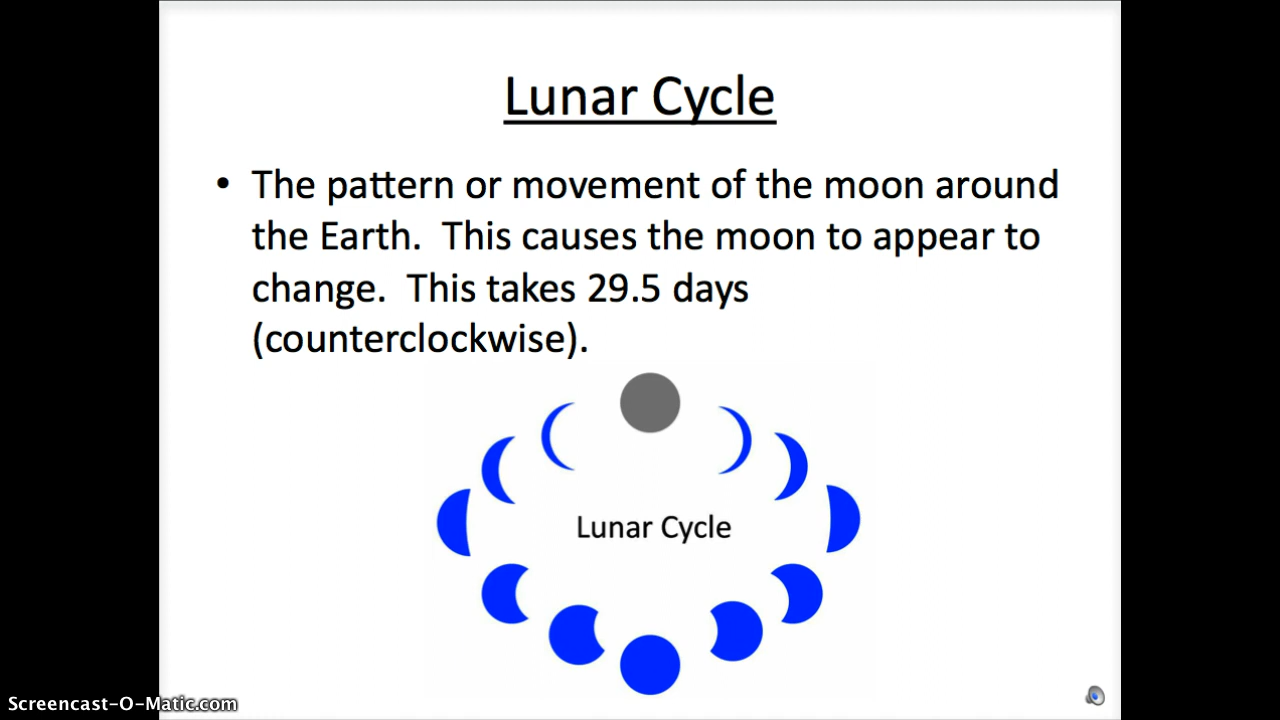 Lunar Cycle
• The pattern or movement of the moon around
the Earth.  This causes the moon to appear to
change.  This takes 29.5 days
(counterclockwise).
Lunar Cycle
Screencast-O-Matic.com